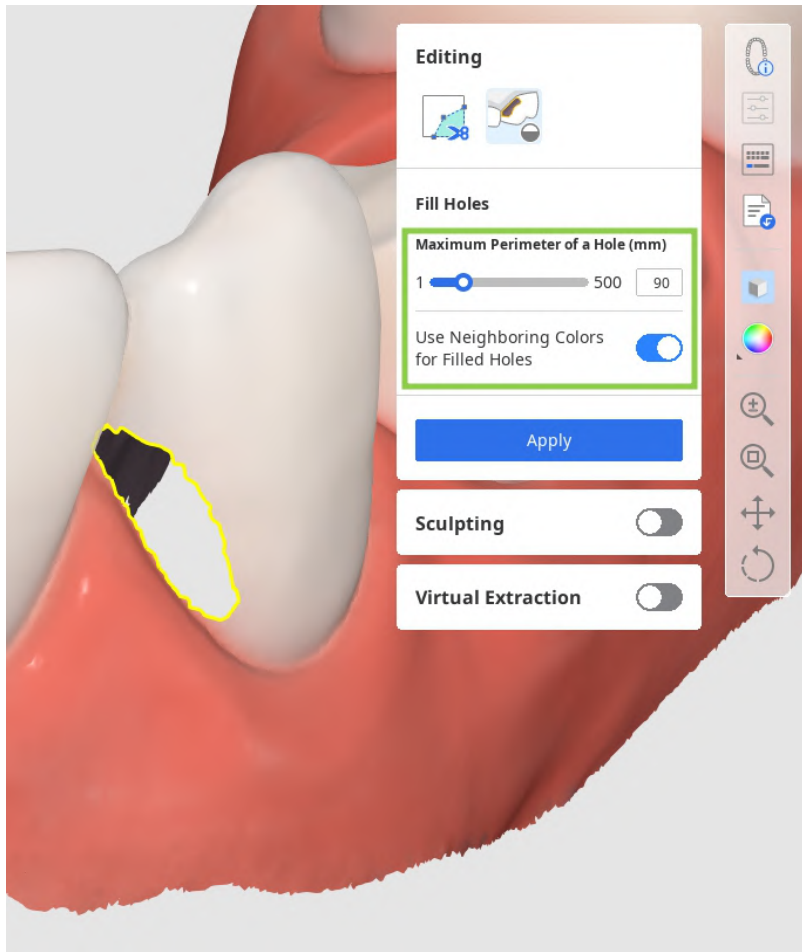 Editing
Fill Holes
Maximum Perimeter of a Hole (mm)
1 500 90
Use Neighboring Colors
for Filled Holes
Apply
Sculpting
Virtual Extraction